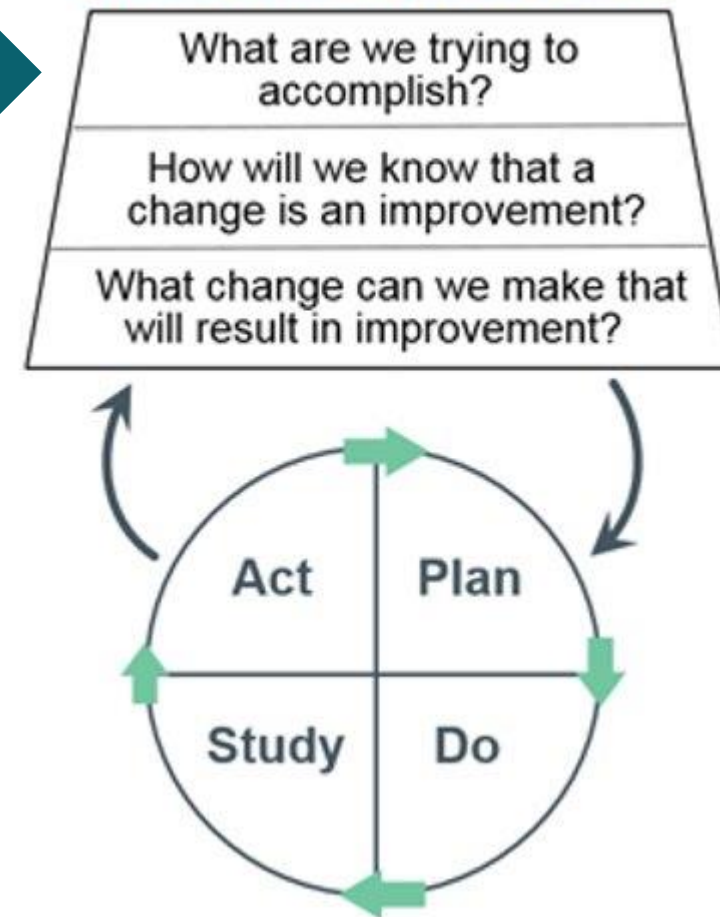 What are we trying to
accomplish?
How will we know that a
change is an improvement?
What change can we make that
will result in improvement?
Act
Plan
Study
Do